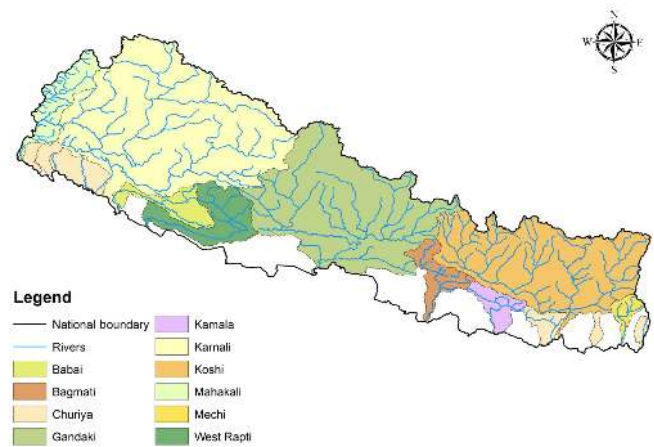 N
W E
S
Legend
National boundary
Rivers
Babai
Bagmati
Churiya
Gandaki
Kamala
Karnali
Koshi
Mahakali
Mechi
West Rapti